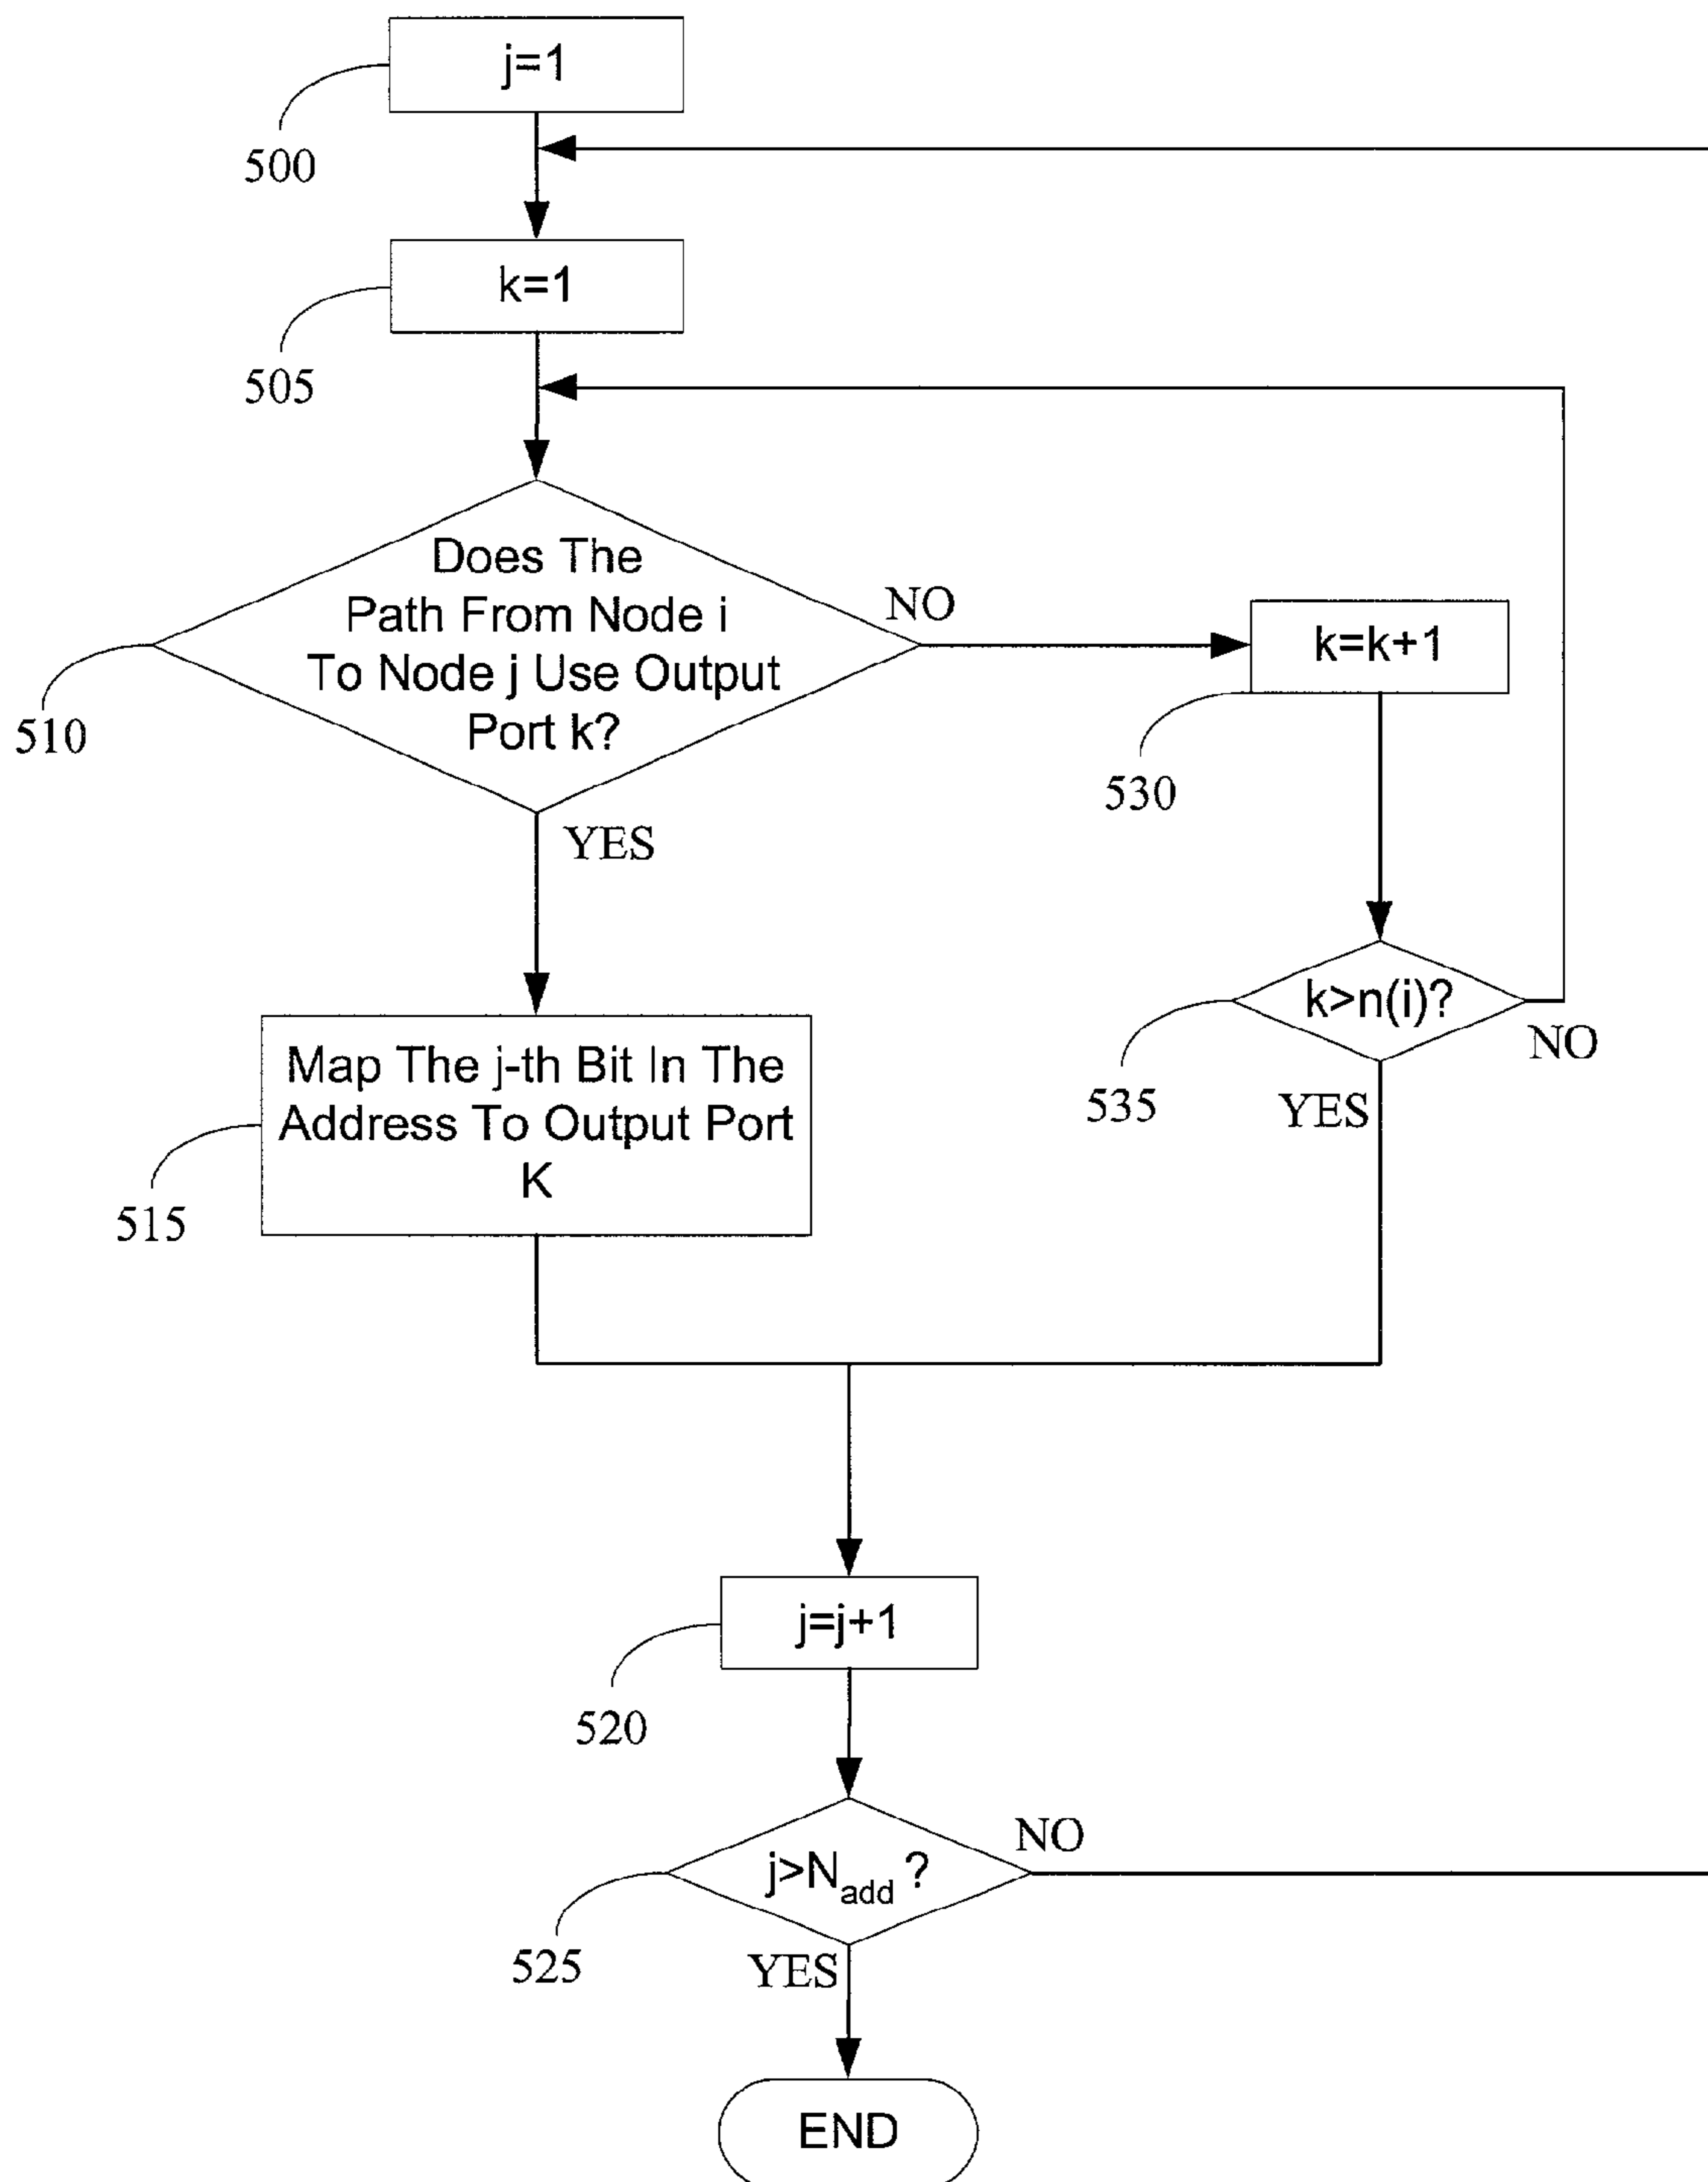 j=1
500
k=1
505
Does The
Path From Node i
To Node j Use Output
Port k?
NO
510
YES
k=k+1
530
k>n(i)?
NO
535
YES
Map The j-th Bit In The
Address To Output Port
K
515
j=j+1
520
j>Nadd ?
NO
525
YES
END